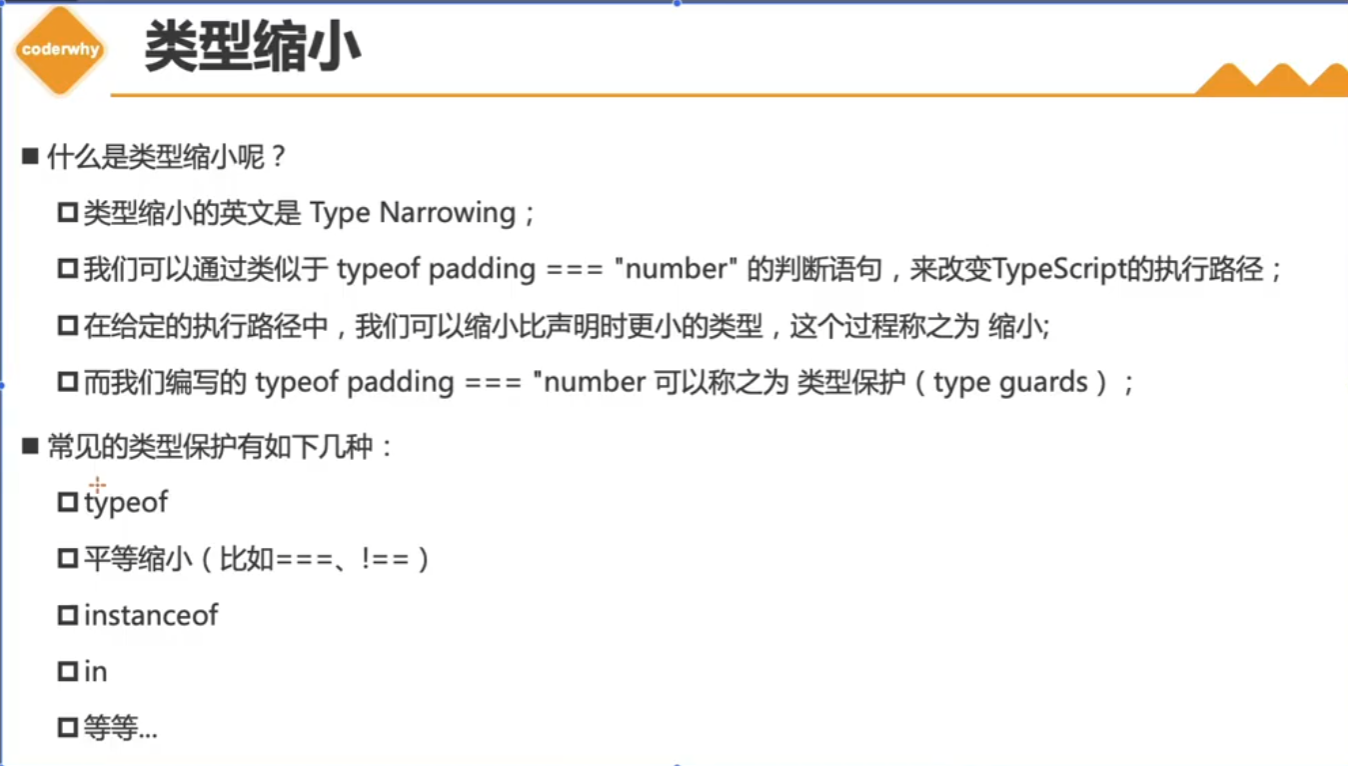 coderwhy
类型缩小
什么是类型缩小呢？
类型缩小的英文是 Type Narrowing；
我们可以通过类似于 typeof padding === "number" 的判断语句，来改变TypeScript的执行路径；
在给定的执行路径中，我们可以缩小比声明时更小的类型，这个过程称之为 缩小;
而我们编写的 typeof padding === "number 可以称之为 类型保护（type guards）；
常见的类型保护有如下几种：
typeof
平等缩小（比如===、!==）
instanceof
in
等等...